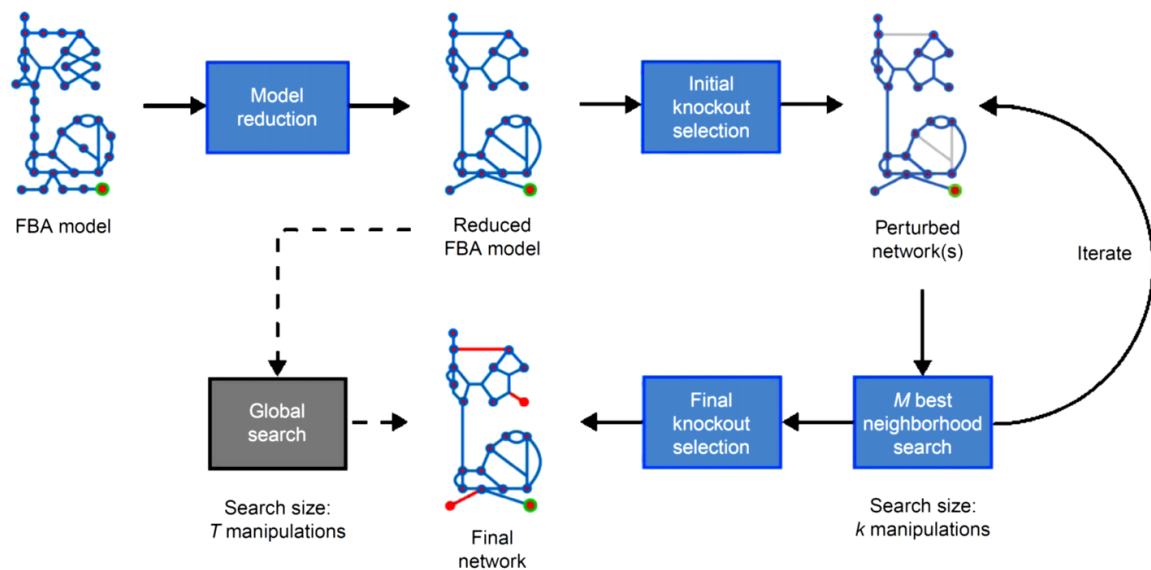 Model
reduction
Initial
knockout
selection
FBA model
Reduced
FBA model
Perturbed
network(s)
Iterate
Global
search
Final
knockout
selection
M best
neighborhood
search
Search size:
T manipulations
Final
network
Search size:
k manipulations